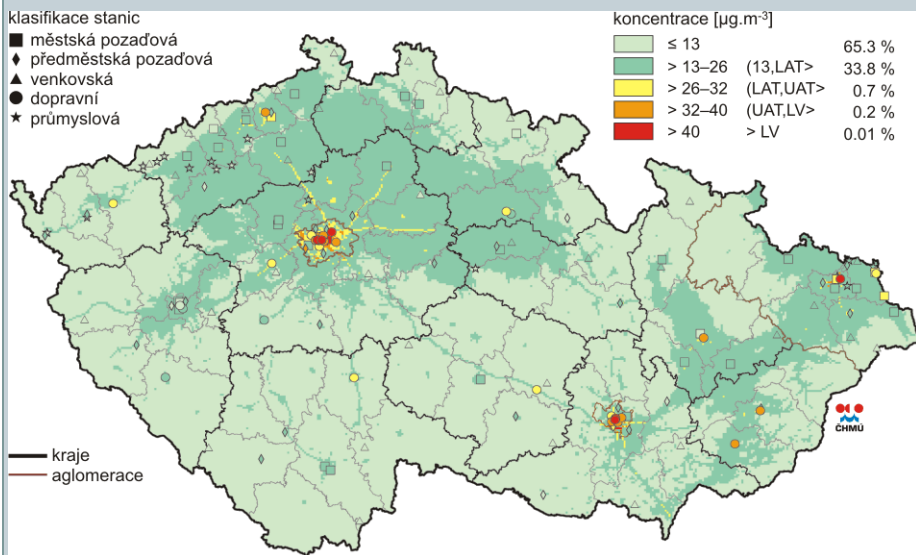 klasifikace stanic
městská pozaďová
předměstská pozaďová
venkovská
dopravní
průmyslová
koncentrace [µg.m⁻³]
≤ 13 65.3 %
> 13–26 (13,LAT> 33.8 %
> 26–32 (LAT,UAT> 0.7 %
> 32–40 (UAT,LV> 0.2 %
> 40 > LV 0.01 %
ČHMÚ
kraje
aglomerace